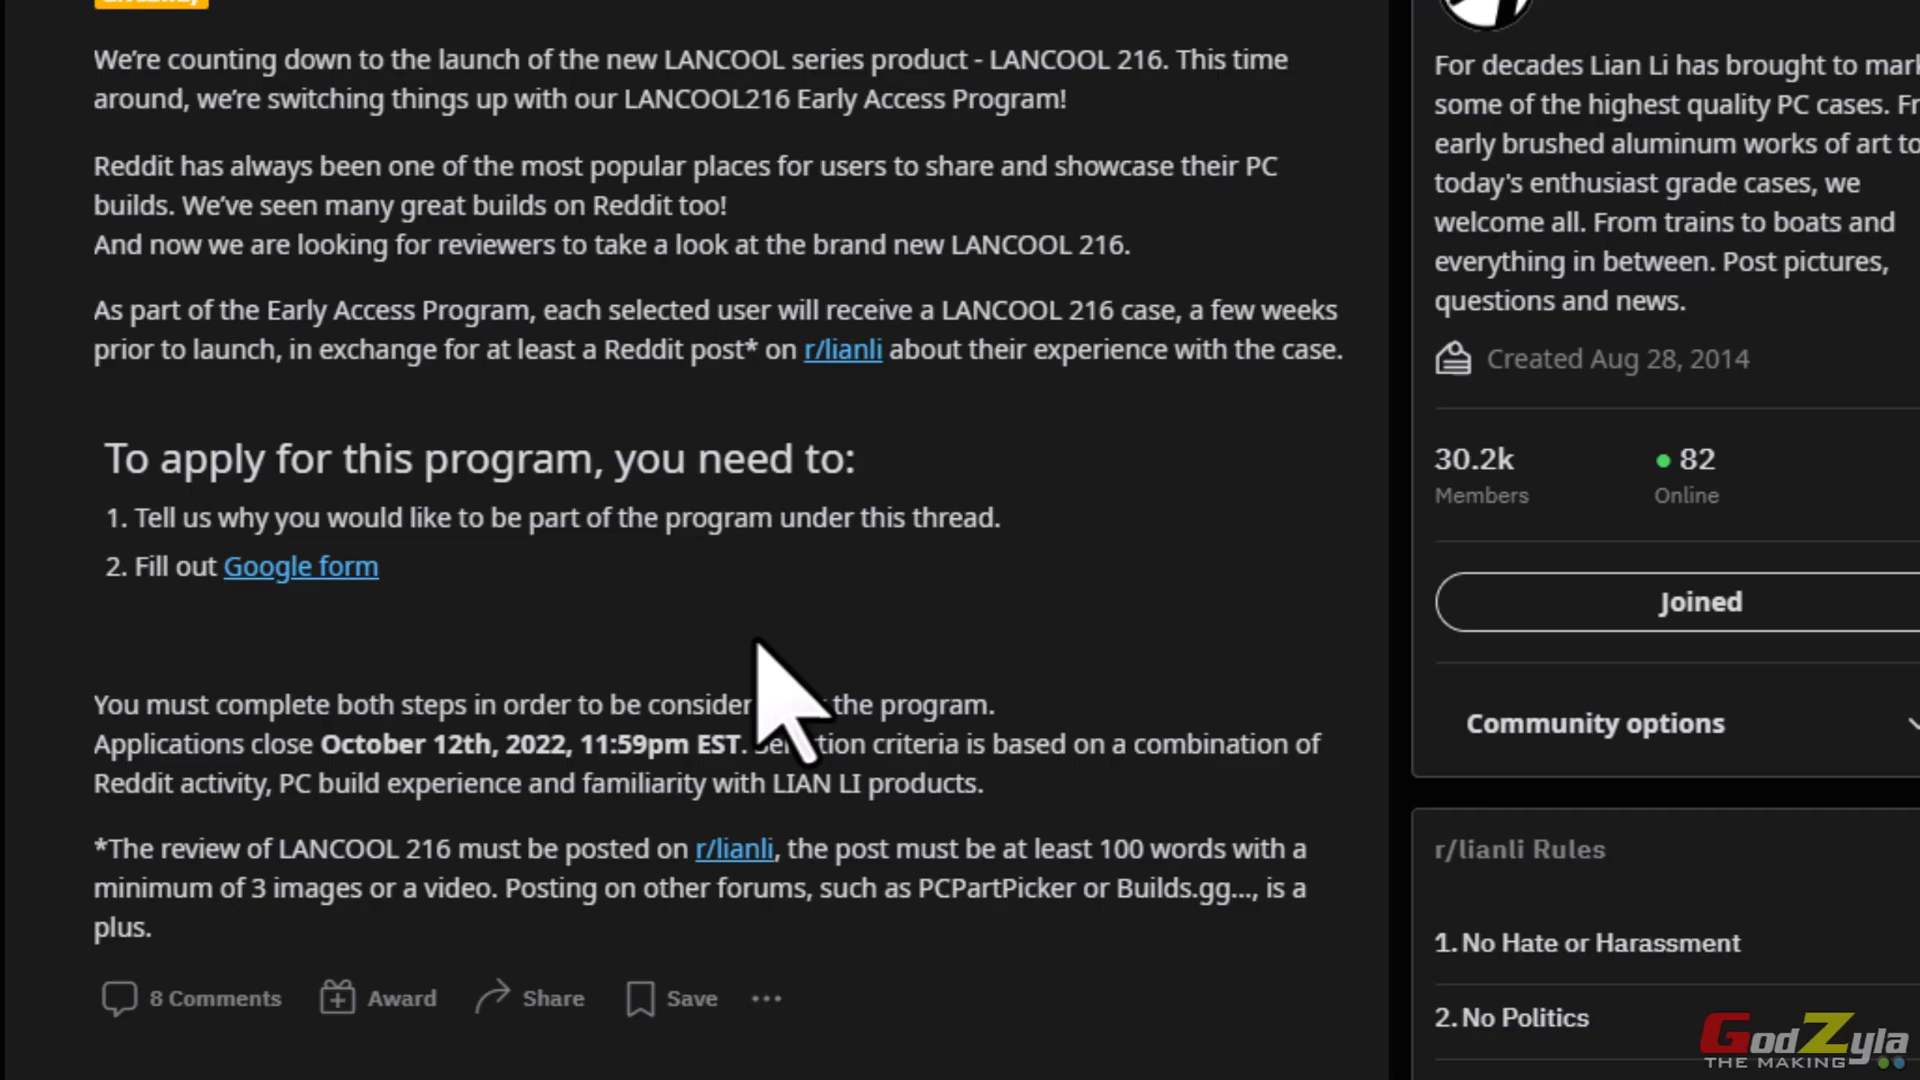 We're counting down to the launch of the new LANCOOL series product - LANCOOL 216. This time
around, we're switching things up with our LANCOOL216 Early Access Program!
Reddit has always been one of the most popular places for users to share and showcase their PC
builds. We've seen many great builds on Reddit too!
And now we are looking for reviewers to take a look at the brand new LANCOOL 216.
As part of the Early Access Program, each selected user will receive a LANCOOL 216 case, a few weeks
prior to launch, in exchange for at least a Reddit post* on r/lianli about their experience with the case.
To apply for this program, you need to:
1. Tell us why you would like to be part of the program under this thread.
2. Fill out Google form
You must complete both steps in order to be consider the program.
Applications close October 12th, 2022, 11:59pm EST. tion criteria is based on a combination of
Reddit activity, PC build experience and familiarity with LIAN LI products.
*The review of LANCOOL 216 must be posted on r/lianli, the post must be at least 100 words with a
minimum of 3 images or a video. Posting on other forums, such as PCPartPicker or Builds.gg..., is a
plus.
8 Comments Award Share Save
For decades Lian Li has brought to mar
some of the highest quality PC cases. Fr
early brushed aluminum works of art to
today's enthusiast grade cases, we
welcome all. From trains to boats and
everything in between. Post pictures,
questions and news.
Created Aug 28, 2014
30.2k 82
Members Online
Joined
Community options
r/lianli Rules
1. No Hate or Harassment
2. No Politics
GodZyla
THE MAKING